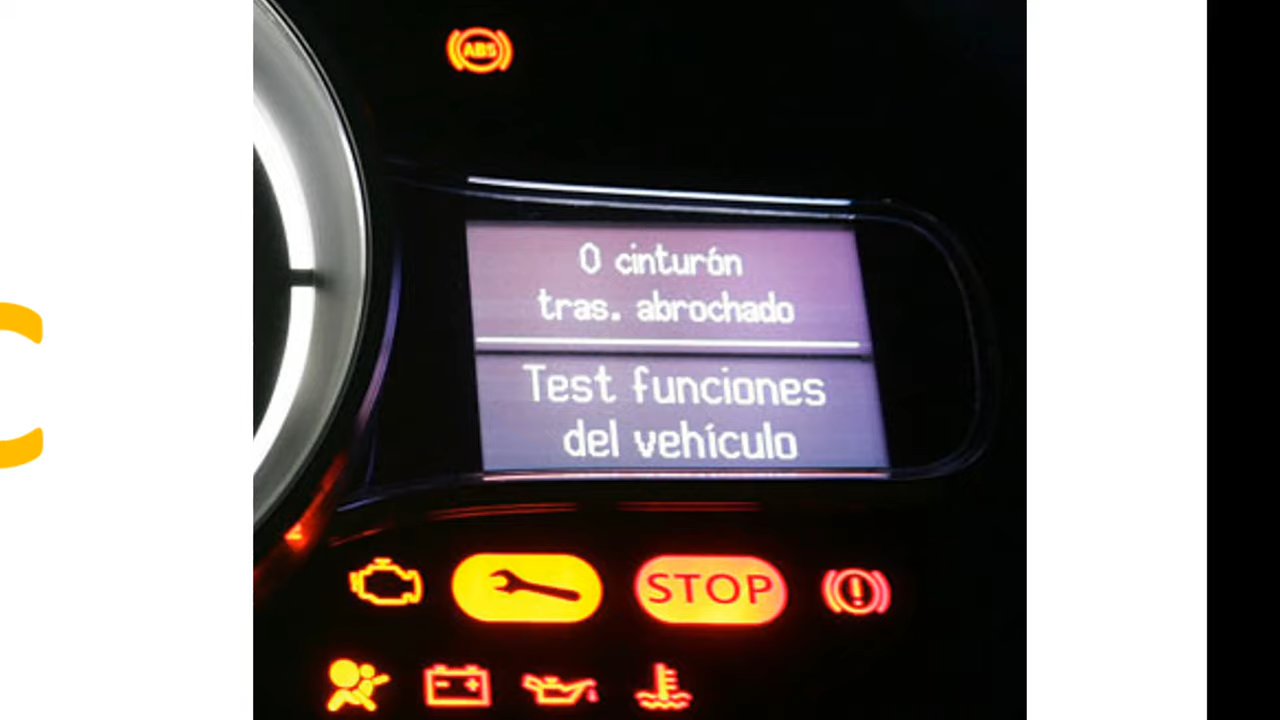 ABS
0 cinturón
tras. abrochado
Test funciones
del vehículo
STOP